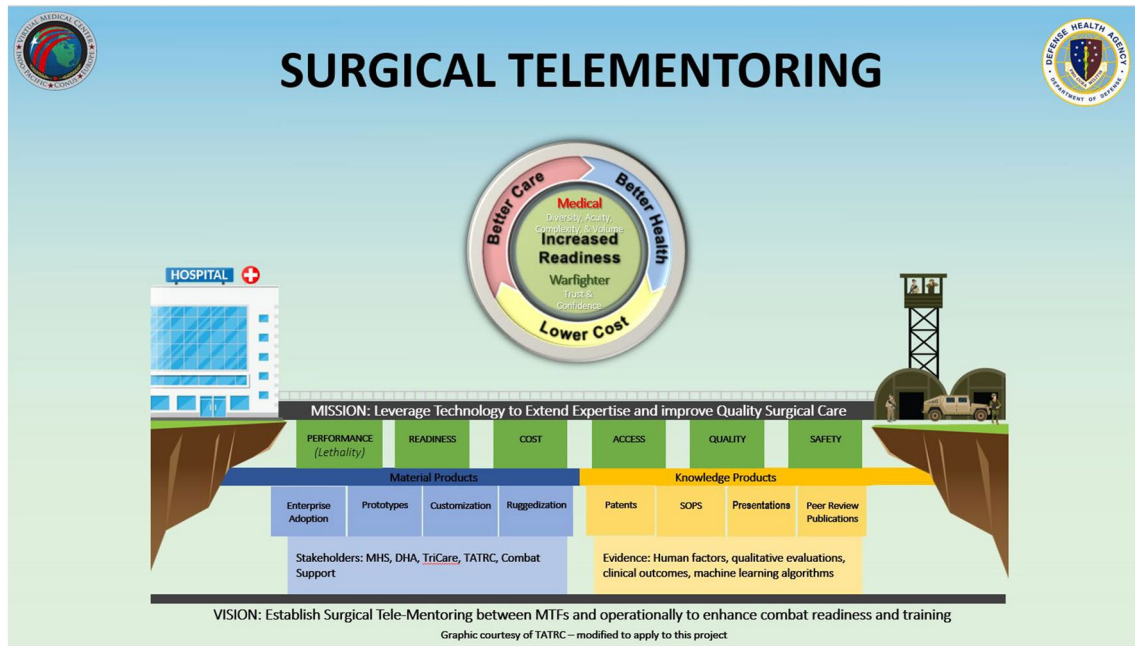 VIRTUAL MEDICAL CENTER
INDO-PACIFIC★CONUS★EUROPE
SURGICAL TELEMENTORING
DEFENSE HEALTH AGENCY
DEPARTMENT OF DEFENSE
Better Care
Better Health
Lower Cost
Medical
Diversity, Acuity,
Complexity, & Volume
Increased
Readiness
Warfighter
Trust &
Confidence
HOSPITAL
MISSION: Leverage Technology to Extend Expertise and improve Quality Surgical Care
PERFORMANCE
(Lethality)
READINESS
COST
ACCESS
QUALITY
SAFETY
Material Products
Knowledge Products
Enterprise
Adoption
Prototypes
Customization
Ruggedization
Patents
SOPS
Presentations
Peer Review
Publications
Stakeholders: MHS, DHA, TriCare, TATRC, Combat
Support
Evidence: Human factors, qualitative evaluations,
clinical outcomes, machine learning algorithms
VISION: Establish Surgical Tele-Mentoring between MTFs and operationally to enhance combat readiness and training
Graphic courtesy of TATRC – modified to apply to this project